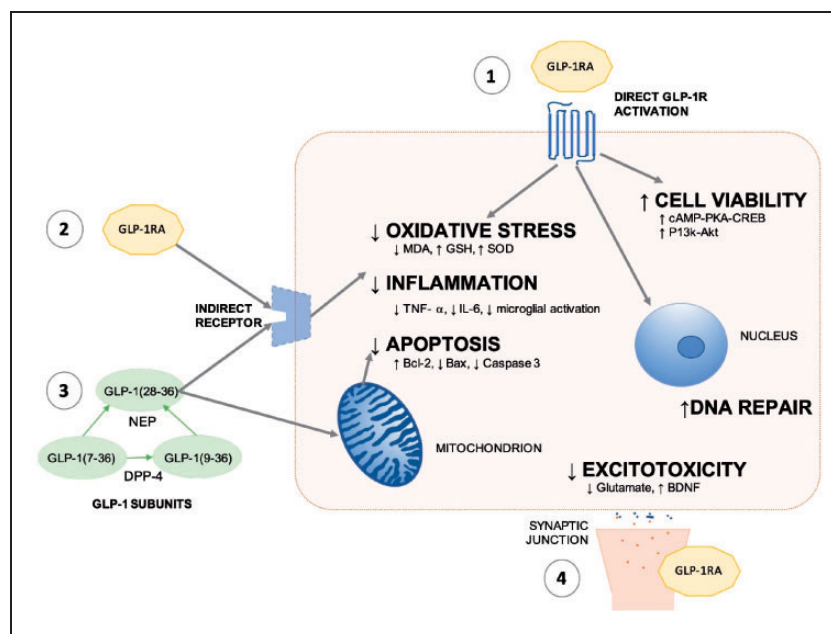 1
GLP-1RA
DIRECT GLP-1R
ACTIVATION
↑ CELL VIABILITY
↑ cAMP-PKA-CREB
↑ P13k-Akt
2
GLP-1RA
↓ OXIDATIVE STRESS
↓ MDA, ↑ GSH, ↑ SOD
↓ INFLAMMATION
↓ TNF- α, ↓ IL-6, ↓ microglial activation
INDIRECT
RECEPTOR
↓ APOPTOSIS
↑ Bcl-2, ↓ Bax, ↓ Caspase 3
NUCLEUS
↑DNA REPAIR
3
GLP-1(28-36)
NEP
GLP-1(7-36)
GLP-1(9-36)
DPP-4
GLP-1 SUBUNITS
MITOCHONDRION
↓ EXCITOTOXICITY
↓ Glutamate, ↑ BDNF
SYNAPTIC
JUNCTION
4
GLP-1RA